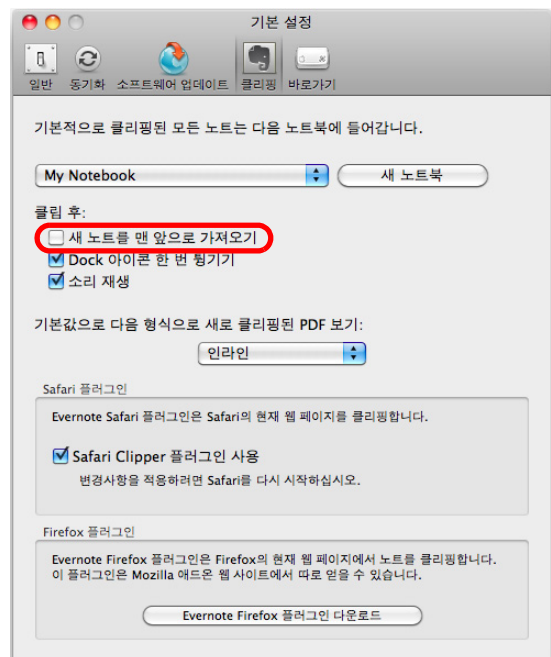 기본 설정
일반 동기화 소프트웨어 업데이트 클리핑 바로가기
기본적으로 클리핑된 모든 노트는 다음 노트북에 들어갑니다.
My Notebook 새 노트북
클립 후:
새 노트를 맨 앞으로 가져오기
Dock 아이콘 한 번 튕기기
소리 재생
기본값으로 다음 형식으로 새로 클리핑된 PDF 보기:
인라인
Safari 플러그인
Evernote Safari 플러그인은 Safari의 현재 웹 페이지를 클리핑합니다.
Safari Clipper 플러그인 사용
변경사항을 적용하려면 Safari를 다시 시작하십시오.
Firefox 플러그인
Evernote Firefox 플러그인은 Firefox의 현재 웹 페이지에서 노트를 클리핑합니다.
이 플러그인은 Mozilla 애드온 웹 사이트에서 따로 얻을 수 있습니다.
Evernote Firefox 플러그인 다운로드